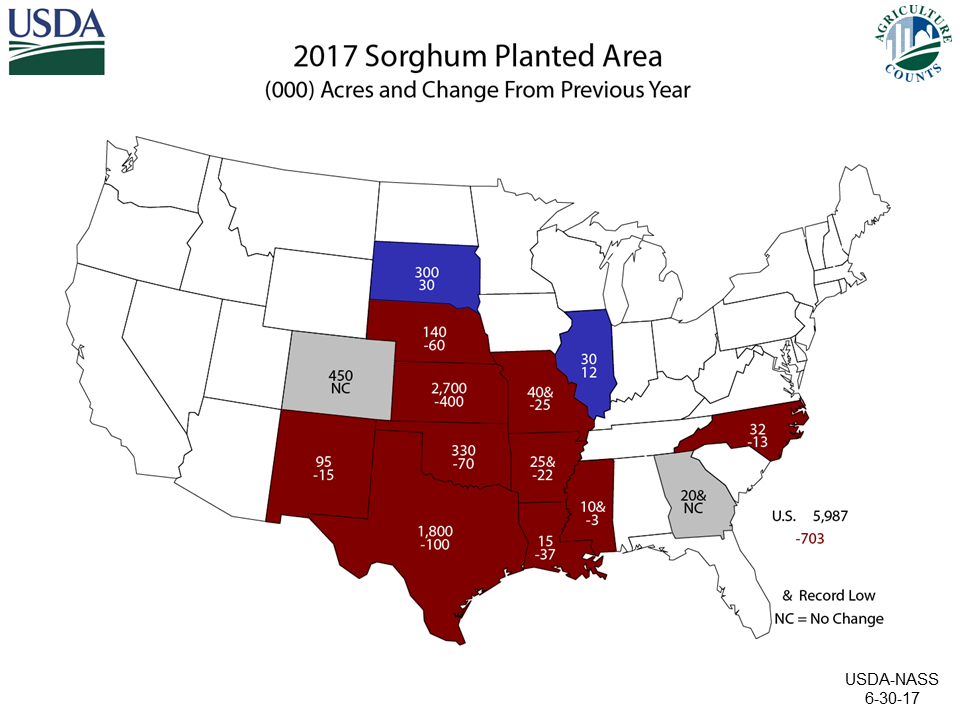 USDA
AGRICULTURE
COUNTS
2017 Sorghum Planted Area
(000) Acres and Change From Previous Year
300
30
140
-60
450
NC
2,700
-400
40&
-25
30
12
32
-13
95
-15
330
-70
25&
-22
20&
NC
10&
-3
1,800
-100
15
-37
U.S. 5,987
-703
& Record Low
NC = No Change
USDA-NASS
6-30-17